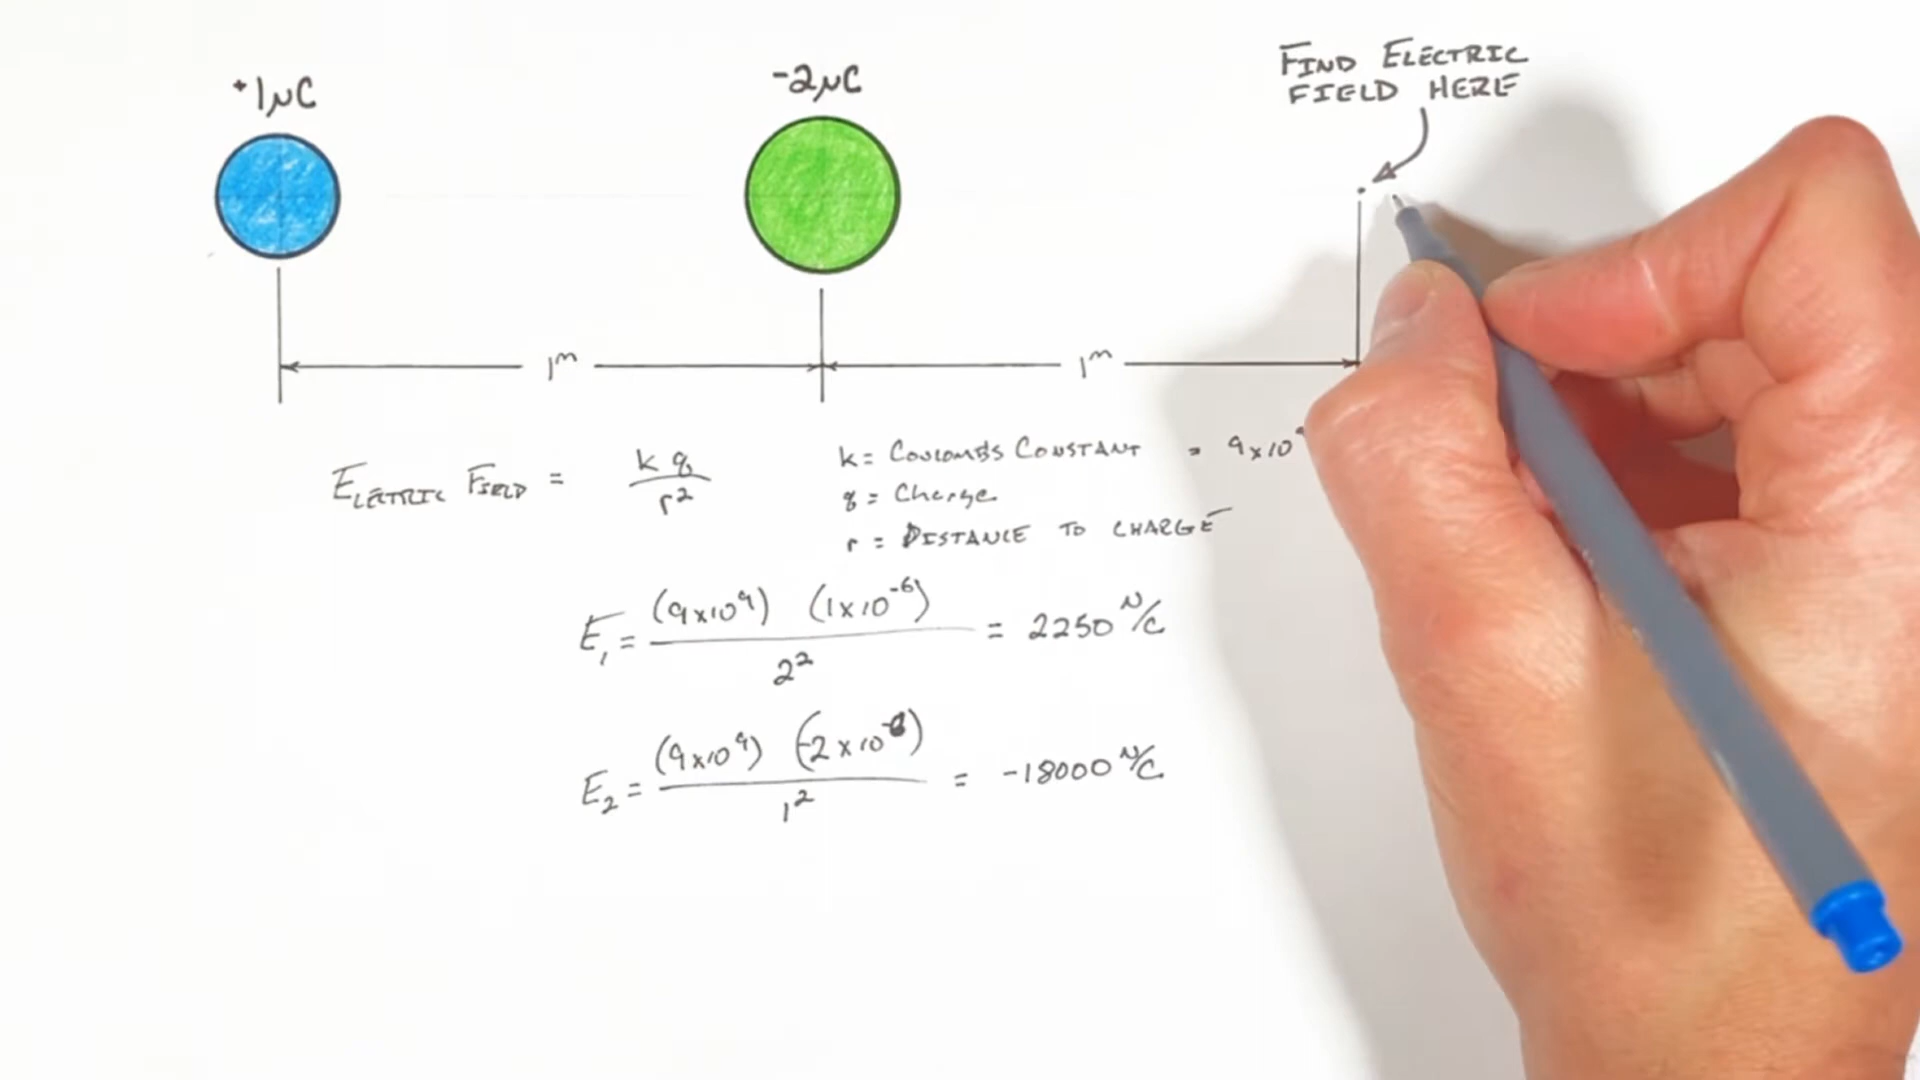 +1μC
-2μC
FIND ELECTRIC
FIELD HERE
1m
1m
ELECTRIC FIELD = kq/r²
k = COULOMBS CONSTANT = 9x10⁹
q = Charge
r = DISTANCE TO CHARGE
E₁ = (9x10⁹) (1x10⁻⁶) / 2² = 2250 N/C
E₂ = (9x10⁹) (-2x10⁻⁶) / 1² = -18000 N/C